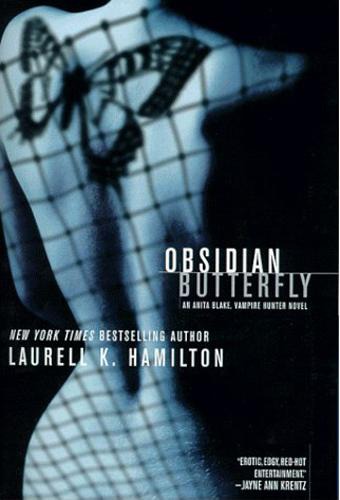 OBSIDIAN
BUTTERFLY
AN ANITA BLAKE, VAMPIRE HUNTER NOVEL
NEW YORK TIMES BESTSELLING AUTHOR
LAURELL K. HAMILTON
"EROTIC, EDGY, RED-HOT
ENTERTAINMENT."
—JAYNE ANN KRENTZ